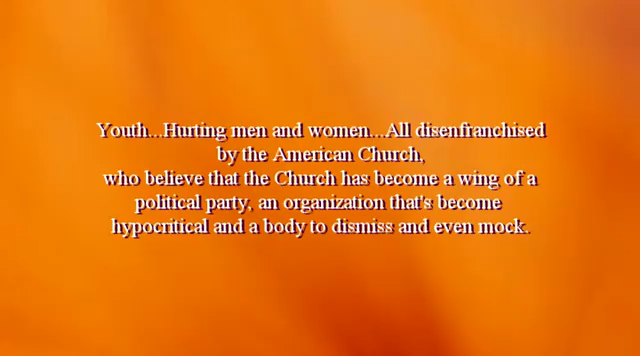 Youth...Hurting men and women...All disenfranchised
by the American Church,
who believe that the Church has become a wing of a
political party, an organization that's become
hypocritical and a body to dismiss and even mock.